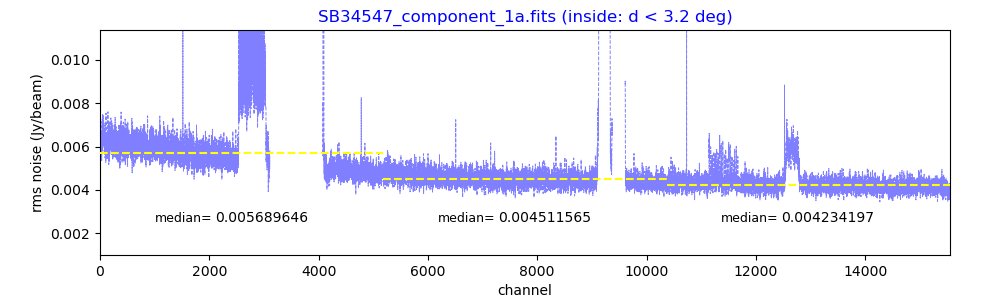 SB34547_component_1a.fits (inside: d < 3.2 deg)
rms noise (Jy/beam)
0.010
0.008
0.006
0.004
0.002
median= 0.005689646 median= 0.004511565 median= 0.004234197
0 2000 4000 6000 8000 10000 12000 14000
channel